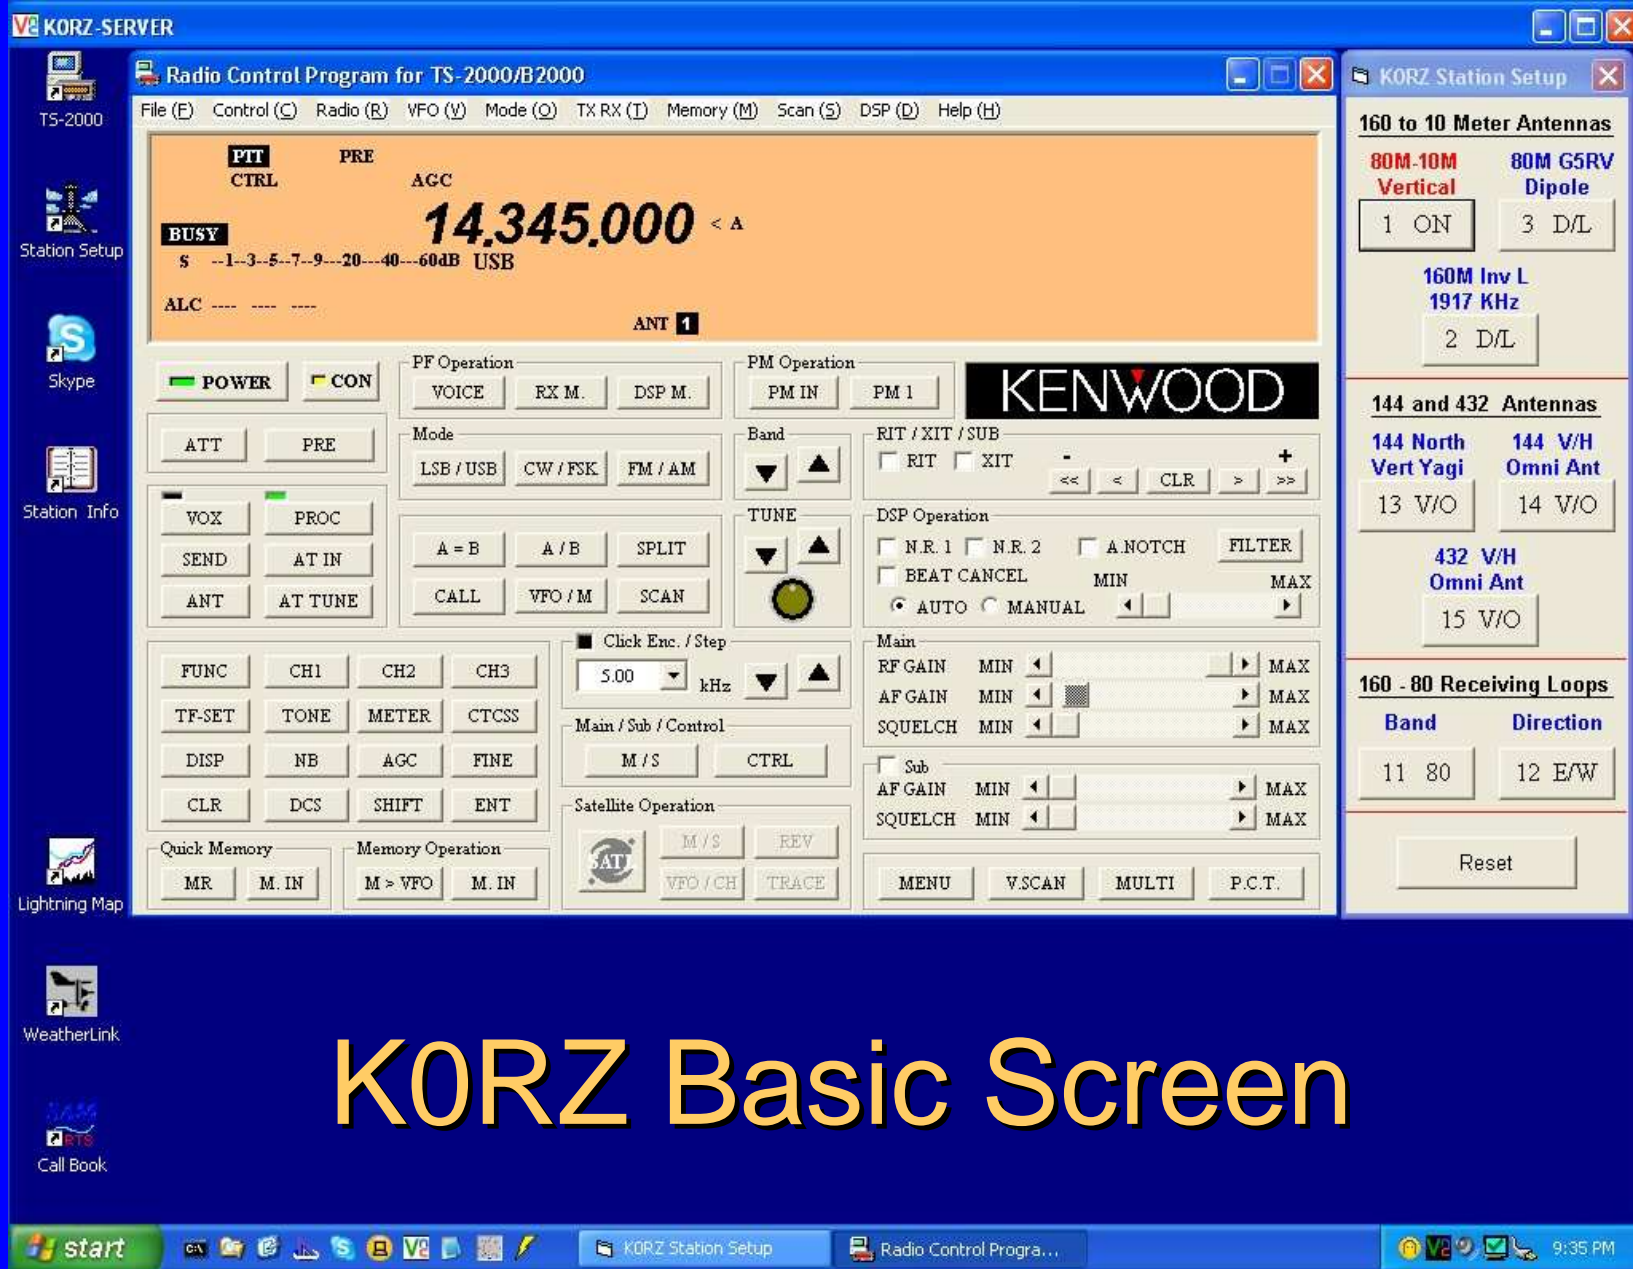 K0RZ-SERVER
TS-2000
Station Setup
Skype
Station Info
Lightning Map
WeatherLink
Call Book
Radio Control Program for TS-2000/B2000
File (F) Control (C) Radio (R) VFO (V) Mode (O) TX RX (T) Memory (M) Scan (S) DSP (D) Help (H)
PTT PRE
CTRL AGC
14.345.000 < A
BUSY
S --1--3--5--7--9---20---40---60dB USB
ALC ---- ---- ----
ANT 1
POWER CON
PF Operation
VOICE RX M. DSP M.
PM Operation
PM IN PM 1
KENWOOD
ATT PRE
Mode
LSB / USB CW / FSK FM / AM
Band
RIT / XIT / SUB
RIT XIT - +
<< < CLR > >>
VOX PROC
SEND AT IN
ANT AT TUNE
A = B A / B SPLIT
CALL VFO / M SCAN
TUNE
DSP Operation
N.R. 1 N.R. 2 A.NOTCH FILTER
BEAT CANCEL MIN MAX
AUTO MANUAL
FUNC CH1 CH2 CH3
TF-SET TONE METER CTCSS
DISP NB AGC FINE
CLR DCS SHIFT ENT
Click Enc. / Step
5.00 kHz
Main / Sub / Control
M / S CTRL
Main
RF GAIN MIN MAX
AF GAIN MIN MAX
SQUELCH MIN MAX
Sub
AF GAIN MIN MAX
SQUELCH MIN MAX
Quick Memory
MR M. IN
Memory Operation
M > VFO M. IN
Satellite Operation
SATL M / S REV
VFO / CH TRACE
MENU V.SCAN MULTI P.C.T.
K0RZ Station Setup
160 to 10 Meter Antennas
80M-10M 80M G5RV
Vertical Dipole
1 ON 3 D/L
160M Inv L
1917 KHz
2 D/L
144 and 432 Antennas
144 North 144 V/H
Vert Yagi Omni Ant
13 V/O 14 V/O
432 V/H
Omni Ant
15 V/O
160 - 80 Receiving Loops
Band Direction
11 80 12 E/W
Reset
K0RZ Basic Screen
start K0RZ Station Setup Radio Control Progra... 9:35 PM